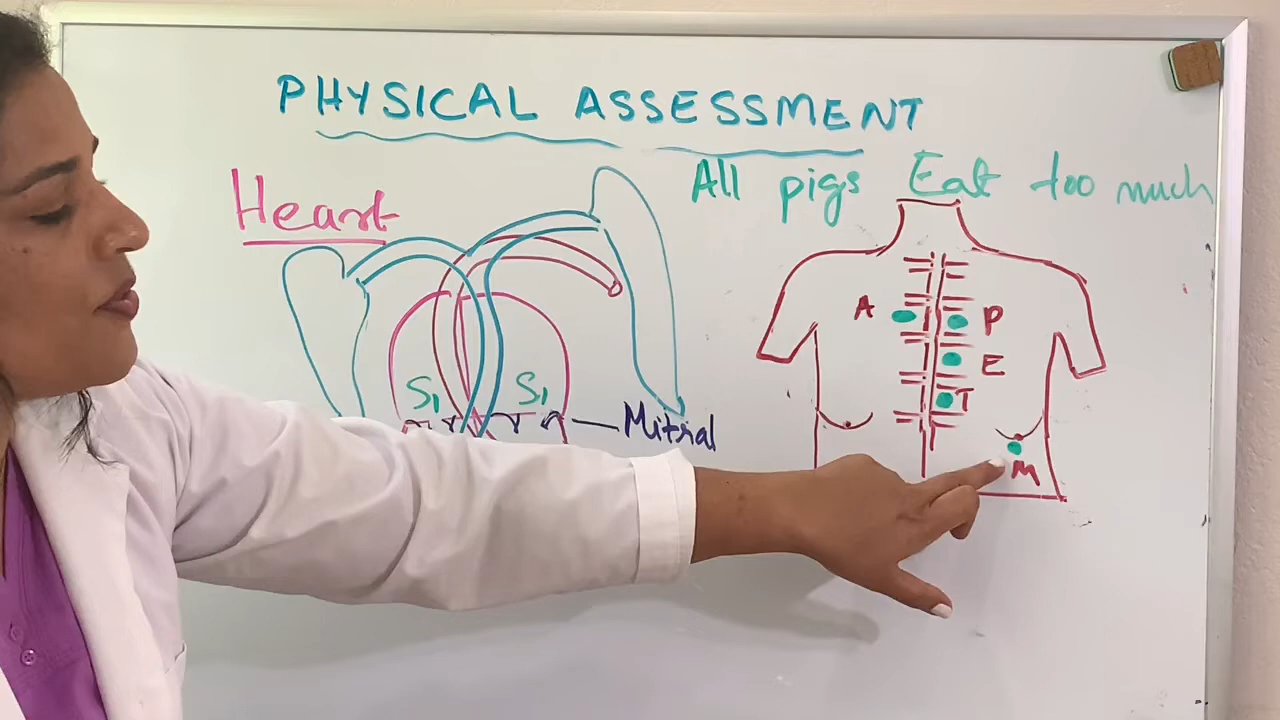 PHYSICAL ASSESSMENT
All pigs Eat too much
Heart
A
P
E
T
S1 S1
Mitral
M